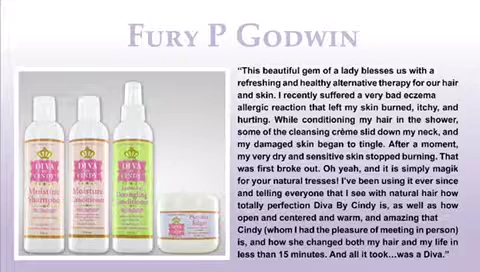 FURY P GODWIN
"This beautiful gem of a lady blesses us with a
refreshing and healthy alternative therapy for our hair
and skin. I recently suffered a very bad eczema
allergic reaction that left my skin burned, itchy, and
hurting. While conditioning my hair in the shower,
some of the cleansing crème slid down my neck, and
my damaged skin began to tingle. After a moment,
my very dry and sensitive skin stopped burning. That
was first broke out. Oh yeah, and it is simply magik
for your natural tresses! I've been using it ever since
and telling everyone that I see with natural hair how
totally perfection Diva By Cindy is, as well as how
open and centered and warm, and amazing that
Cindy (whom I had the pleasure of meeting in person)
is, and how she changed both my hair and my life in
less than 15 minutes. And all it took…was a Diva."
DIVA
BY
CINDY
Moisture
Shampoo
DIVA
BY
CINDY
Moisture
Conditioner
DIVA
BY
CINDY
Detangling
Conditioner